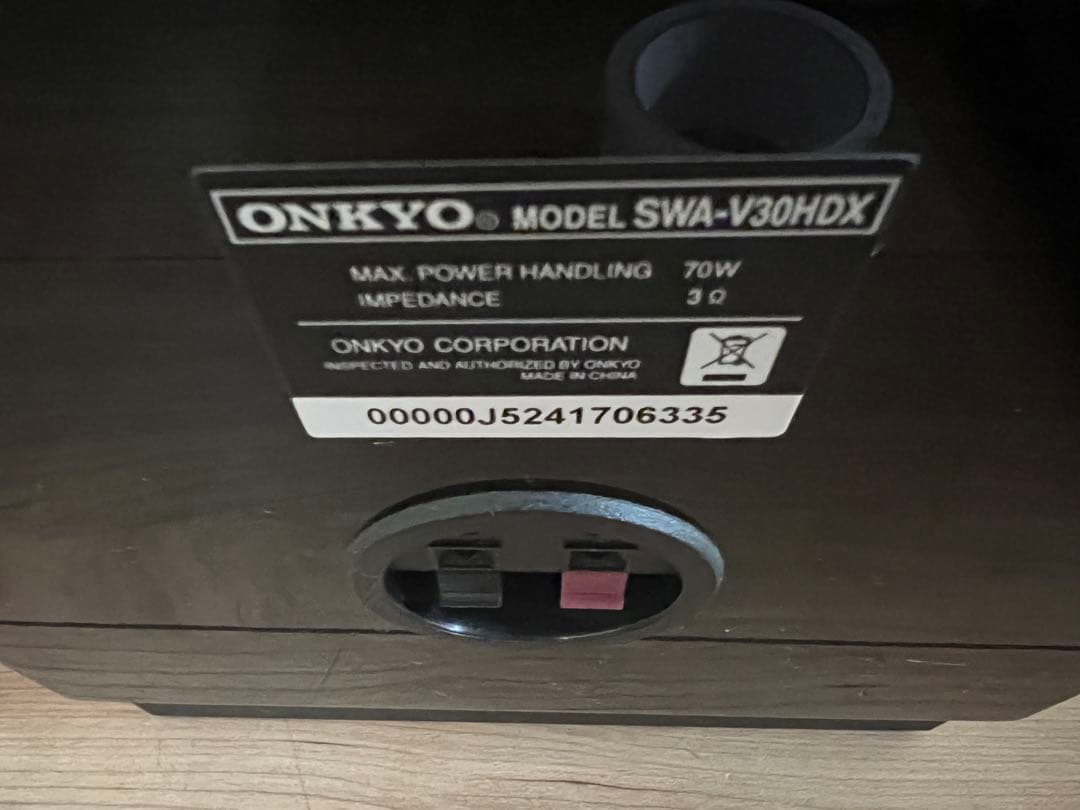 ONKYO® MODEL SWA-V30HDX
MAX. POWER HANDLING 70W
IMPEDANCE 3 Ω
ONKYO CORPORATION
INSPECTED AND AUTHORIZED BY ONKYO
MADE IN CHINA
00000J5241706335